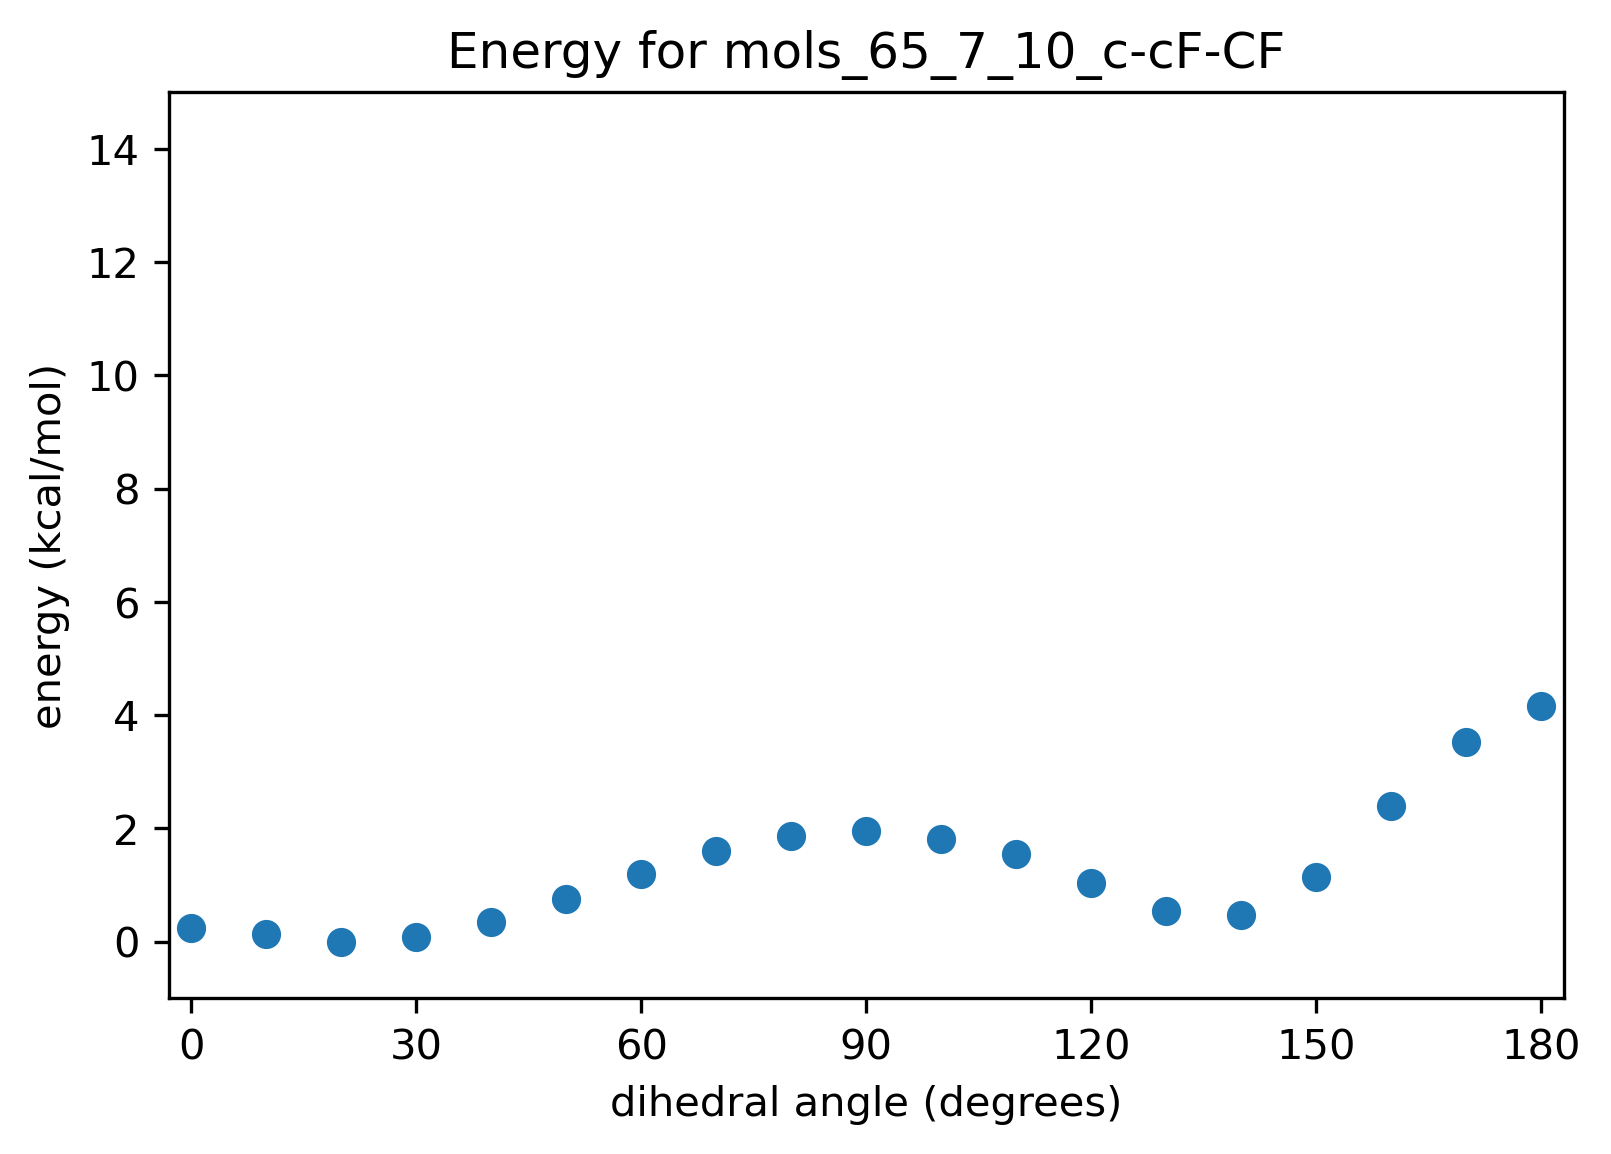 Energy for mols_65_7_10_c-cF-CF
14
12
10
8
6
4
2
0
energy (kcal/mol)
0 30 60 90 120 150 180
dihedral angle (degrees)